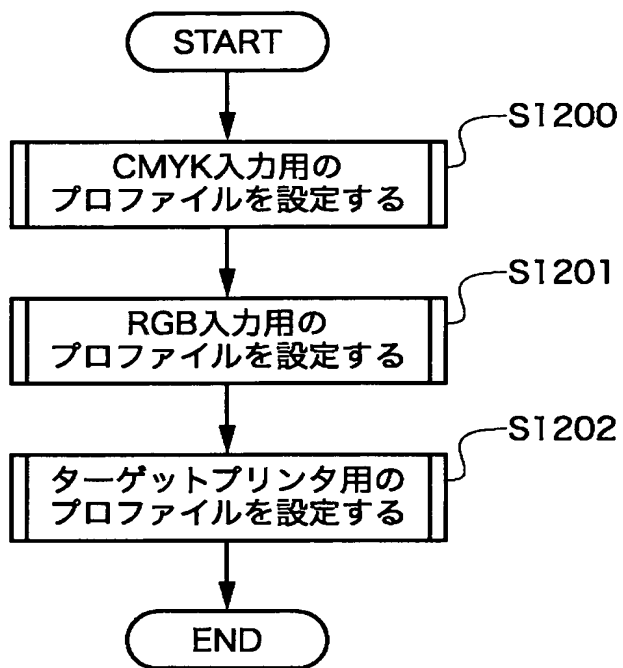 START
S1200
CMYK入力用の
プロファイルを設定する
S1201
RGB入力用の
プロファイルを設定する
S1202
ターゲットプリンタ用の
プロファイルを設定する
END